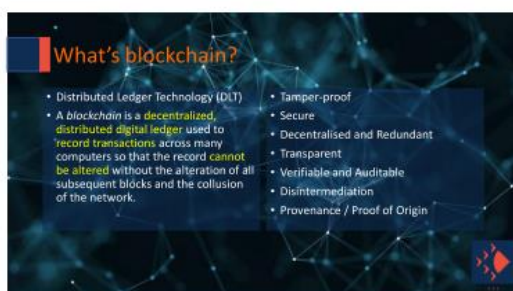 What's blockchain?
• Distributed Ledger Technology (DLT)
• A blockchain is a decentralized,
distributed digital ledger used to
record transactions across many
computers so that the record cannot
be altered without the alteration of all
subsequent blocks and the collusion
of the network.
• Tamper-proof
• Secure
• Decentralised and Redundant
• Transparent
• Verifiable and Auditable
• Disintermediation
• Provenance / Proof of Origin